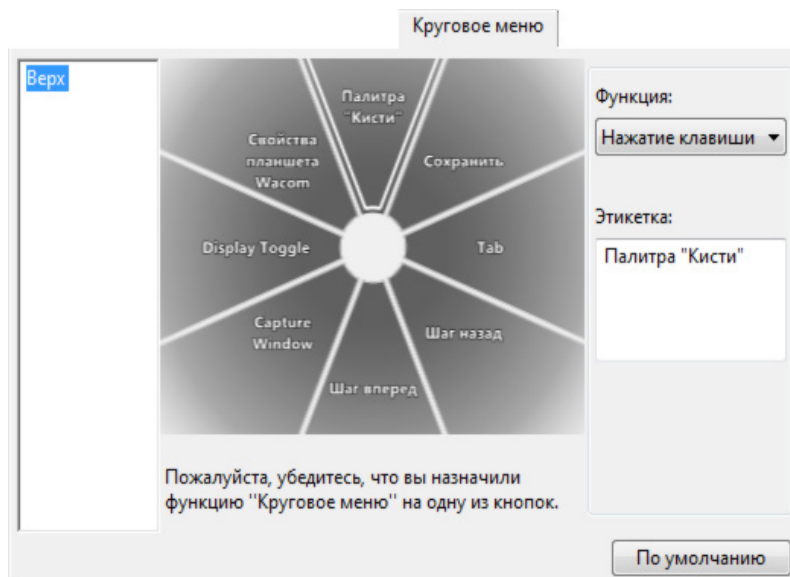 Круговое меню
Верх
Палитра
"Кисти"
Свойства
планшета
Wacom
Сохранить
Display Toggle
Tab
Capture
Window
Шаг назад
Шаг вперед
Функция:
Нажатие клавиши
Этикетка:
Палитра "Кисти"
Пожалуйста, убедитесь, что вы назначили
функцию "Круговое меню" на одну из кнопок.
По умолчанию